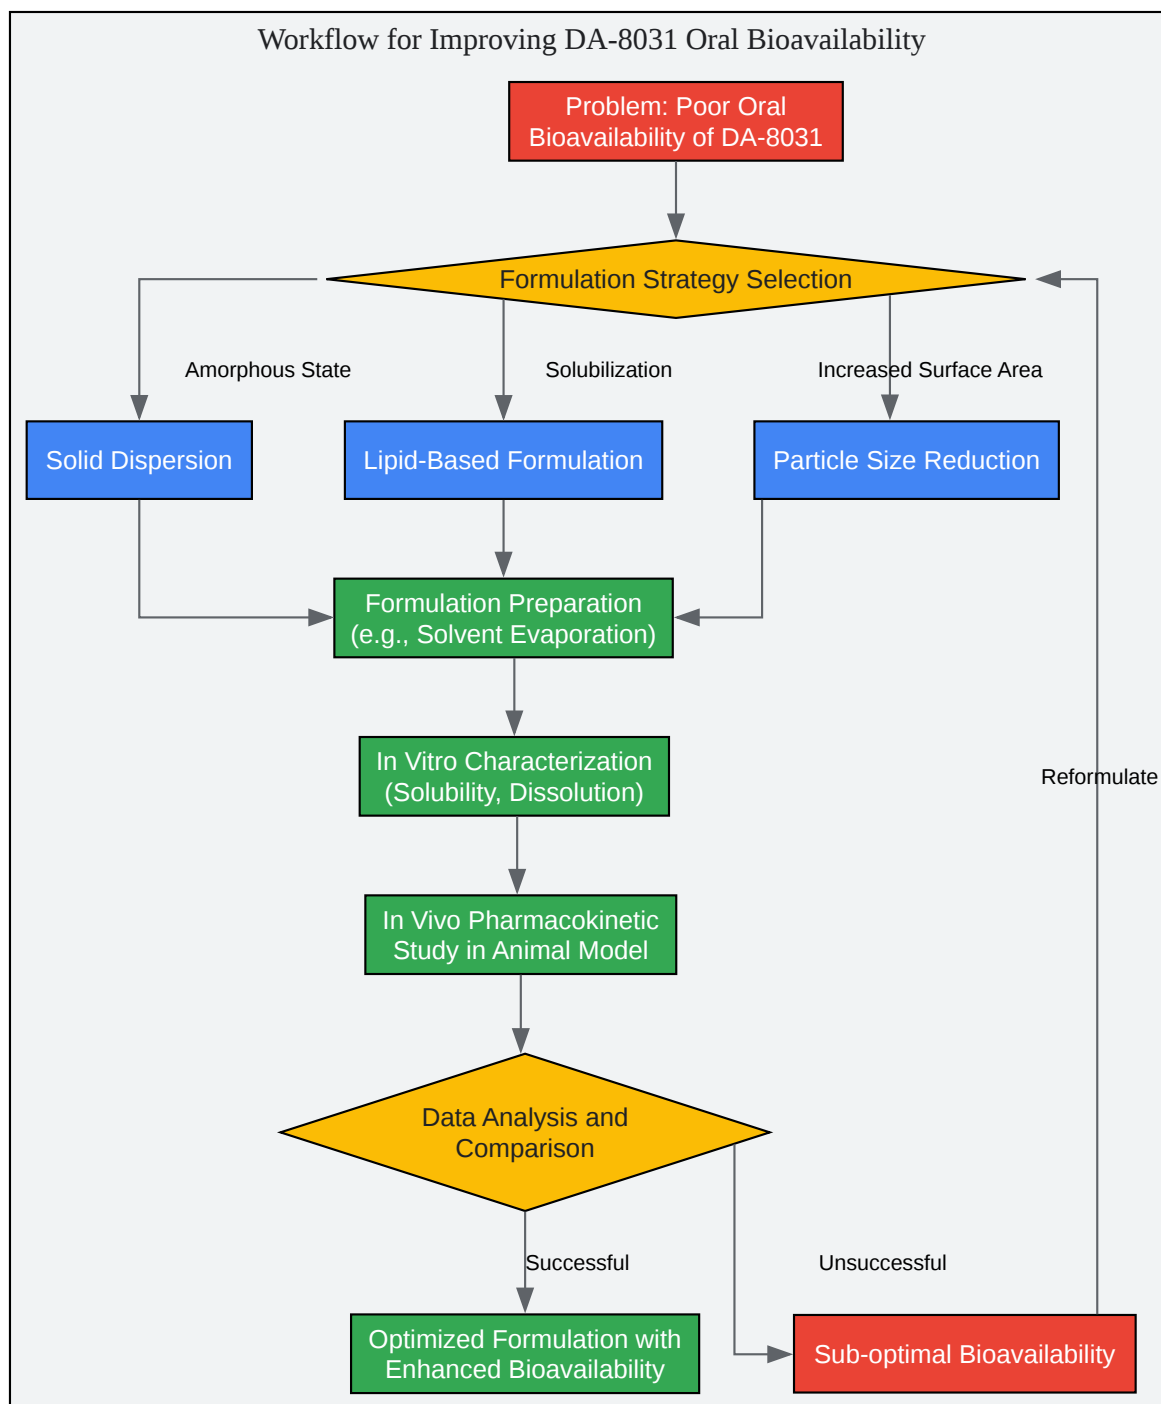 Workflow for Improving DA-8031 Oral Bioavailability
Problem: Poor Oral
Bioavailability of DA-8031
Formulation Strategy Selection
Amorphous State
Solubilization
Increased Surface Area
Solid Dispersion
Lipid-Based Formulation
Particle Size Reduction
Formulation Preparation
(e.g., Solvent Evaporation)
In Vitro Characterization
(Solubility, Dissolution)
Reformulate
In Vivo Pharmacokinetic
Study in Animal Model
Data Analysis and
Comparison
Successful
Unsuccessful
Optimized Formulation with
Enhanced Bioavailability
Sub-optimal Bioavailability